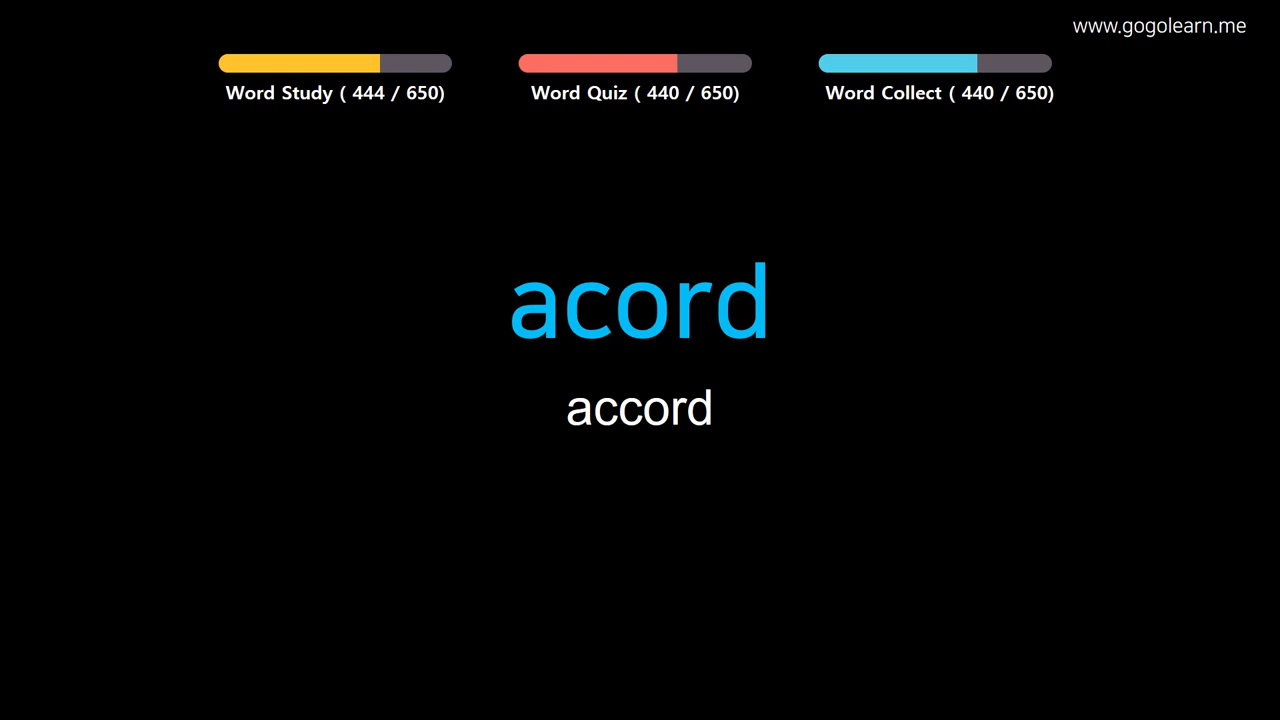 www.gogolearn.me
Word Study ( 444 / 650)
Word Quiz ( 440 / 650)
Word Collect ( 440 / 650)
acord
accord